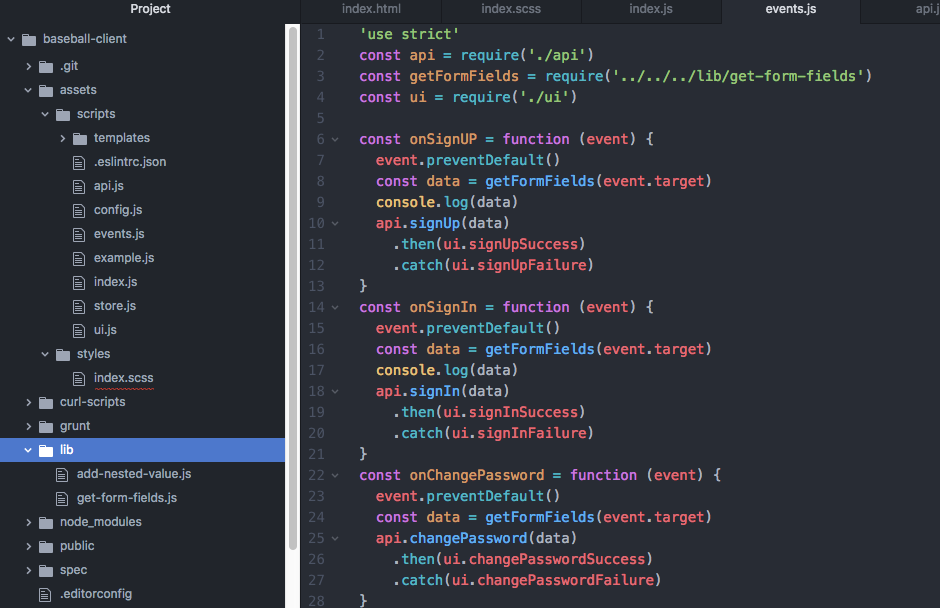 Project
baseball-client
.git
assets
scripts
templates
.eslintrc.json
api.js
config.js
events.js
example.js
index.js
store.js
ui.js
styles
index.scss
curl-scripts
grunt
lib
add-nested-value.js
get-form-fields.js
node_modules
public
spec
.editorconfig
index.html index.scss index.js events.js api.j
1 'use strict'
2 const api = require('./api')
3 const getFormFields = require('../../../lib/get-form-fields')
4 const ui = require('./ui')
5
6 const onSignUP = function (event) {
7 event.preventDefault()
8 const data = getFormFields(event.target)
9 console.log(data)
10 api.signUp(data)
11 .then(ui.signUpSuccess)
12 .catch(ui.signUpFailure)
13 }
14 const onSignIn = function (event) {
15 event.preventDefault()
16 const data = getFormFields(event.target)
17 console.log(data)
18 api.signIn(data)
19 .then(ui.signInSuccess)
20 .catch(ui.signInFailure)
21 }
22 const onChangePassword = function (event) {
23 event.preventDefault()
24 const data = getFormFields(event.target)
25 api.changePassword(data)
26 .then(ui.changePasswordSuccess)
27 .catch(ui.changePasswordFailure)
28 }